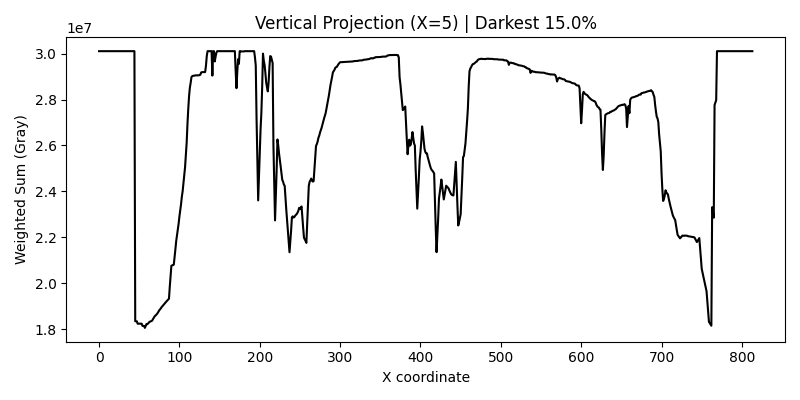 Vertical Projection (X=5) | Darkest 15.0%
1e7
3.0
2.8
2.6
2.4
2.2
2.0
1.8
Weighted Sum (Gray)
0 100 200 300 400 500 600 700 800
X coordinate